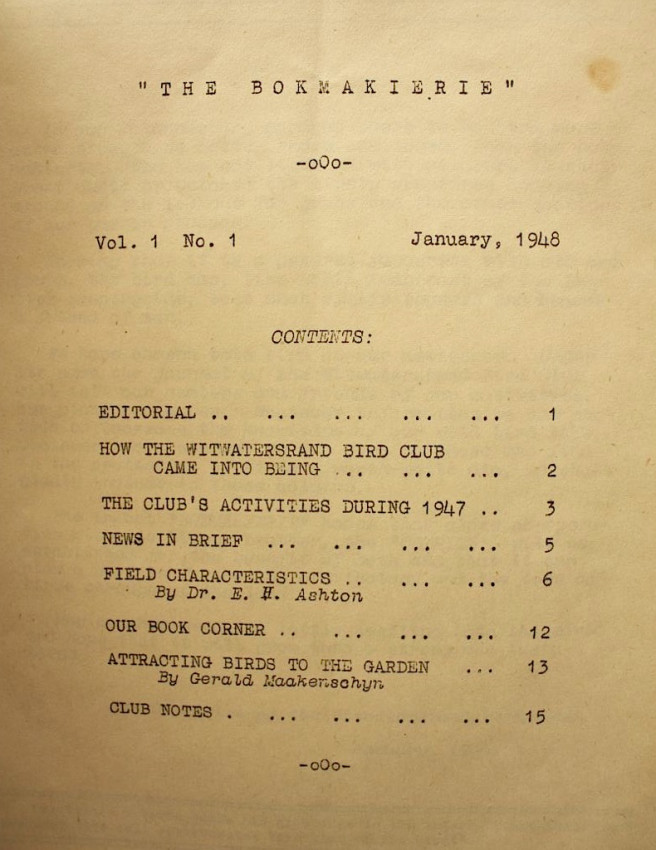 "THE BOKMAKIERIE"
-oOo-
Vol. 1 No. 1 January, 1948
CONTENTS:
EDITORIAL .. ... ... ... ... 1
HOW THE WITWATERSRAND BIRD CLUB
CAME INTO BEING ... ... ... 2
THE CLUB'S ACTIVITIES DURING 1947 .. 3
NEWS IN BRIEF ... ... ... ... 5
FIELD CHARACTERISTICS .. ... ... 6
By Dr. E. H. Ashton
OUR BOOK CORNER .. ... ... ... 12
ATTRACTING BIRDS TO THE GARDEN ... 13
By Gerald Maakenschyn
CLUB NOTES . ... ... ... ... 15
-oOo-